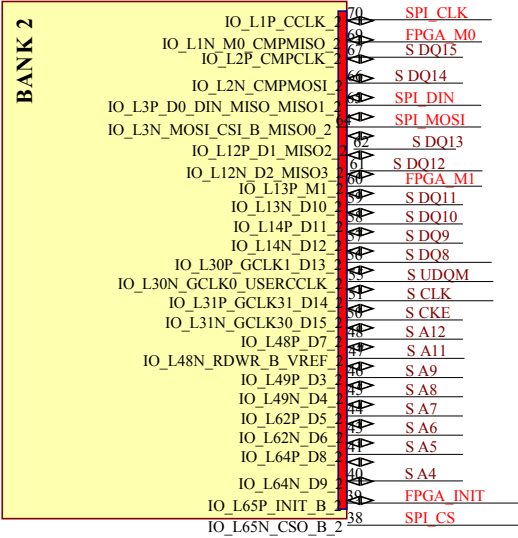 BANK 2
IO_L1P_CCLK_2 70 SPI_CLK
IO_L1N_M0_CMPMISO_2 69 FPGA_M0
IO_L2P_CMPCLK_2 67 S DQ15
IO_L2N_CMPMOSI_2 66 S DQ14
IO_L3P_D0_DIN_MISO_MISO1_2 65 SPI_DIN
IO_L3N_MOSI_CSI_B_MISO0_2 64 SPI_MOSI
IO_L12P_D1_MISO2_2 62 S DQ13
IO_L12N_D2_MISO3_2 61 S DQ12
IO_L13P_M1_2 60 FPGA_M1
IO_L13N_D10_2 59 S DQ11
IO_L14P_D11_2 58 S DQ10
IO_L14N_D12_2 57 S DQ9
IO_L30P_GCLK1_D13_2 56 S DQ8
IO_L30N_GCLK0_USERCCLK_2 55 S UDQM
IO_L31P_GCLK31_D14_2 51 S CLK
IO_L31N_GCLK30_D15_2 50 S CKE
IO_L48P_D7_2 48 S A12
IO_L48N_RDWR_B_VREF_2 47 S A11
IO_L49P_D3_2 46 S A9
IO_L49N_D4_2 45 S A8
IO_L62P_D5_2 44 S A7
IO_L62N_D6_2 43 S A6
IO_L64P_D8_2 41 S A5
IO_L64N_D9_2 40 S A4
IO_L65P_INIT_B_2 39 FPGA_INIT
IO_L65N_CSO_B_2 38 SPI_CS